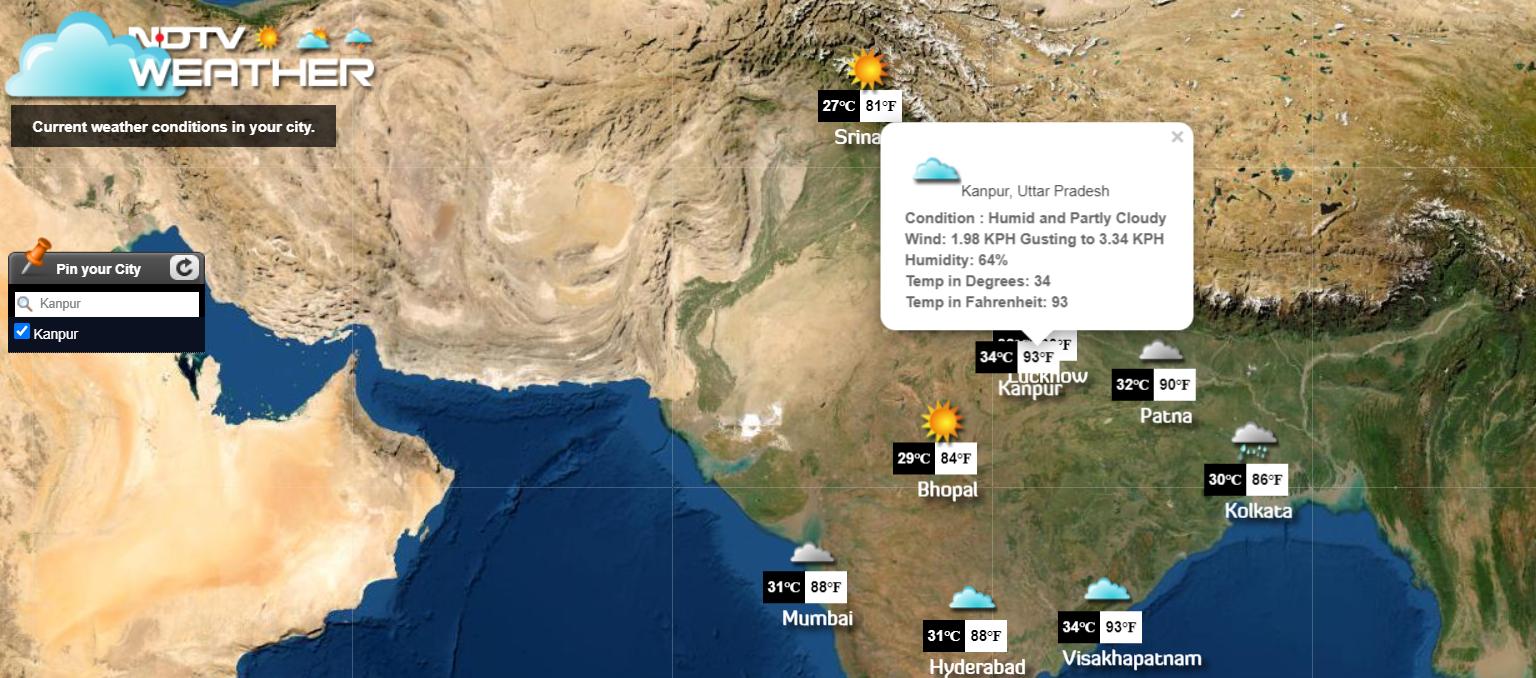 NDTV
WEATHER
Current weather conditions in your city.
Pin your City
Kanpur
Kanpur
27°C 81°F
Kanpur, Uttar Pradesh
Condition : Humid and Partly Cloudy
Wind: 1.98 KPH Gusting to 3.34 KPH
Humidity: 64%
Temp in Degrees: 34
Temp in Fahrenheit: 93
34°C 93°F
Lucknow
Kanpur
32°C 90°F
Patna
29°C 84°F
Bhopal
30°C 86°F
Kolkata
31°C 88°F
Mumbai
31°C 88°F
Hyderabad
34°C 93°F
Visakhapatnam